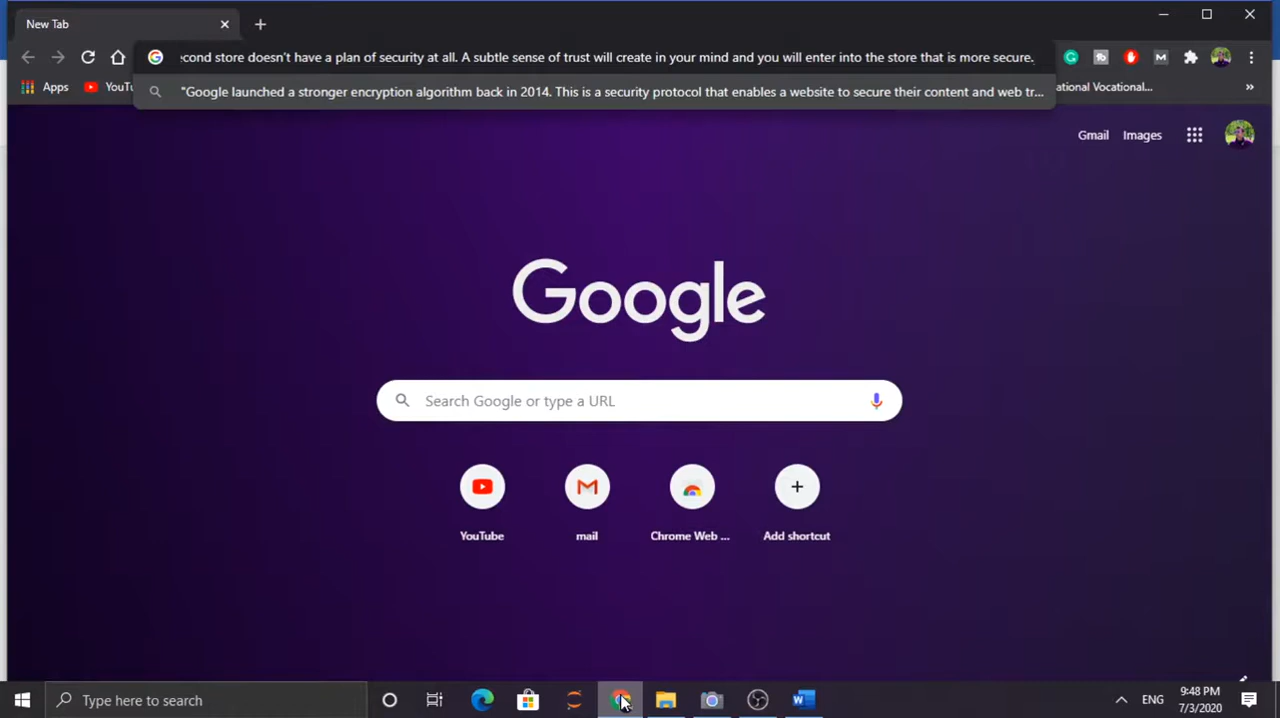 New Tab
econd store doesn't have a plan of security at all. A subtle sense of trust will create in your mind and you will enter into the store that is more secure.
Apps
YouTu
"Google launched a stronger encryption algorithm back in 2014. This is a security protocol that enables a website to secure their content and web tr...
ational Vocational...
»
Gmail
Images
Google
Search Google or type a URL
YouTube
mail
Chrome Web ...
Add shortcut
Type here to search
ENG
9:48 PM
7/3/2020